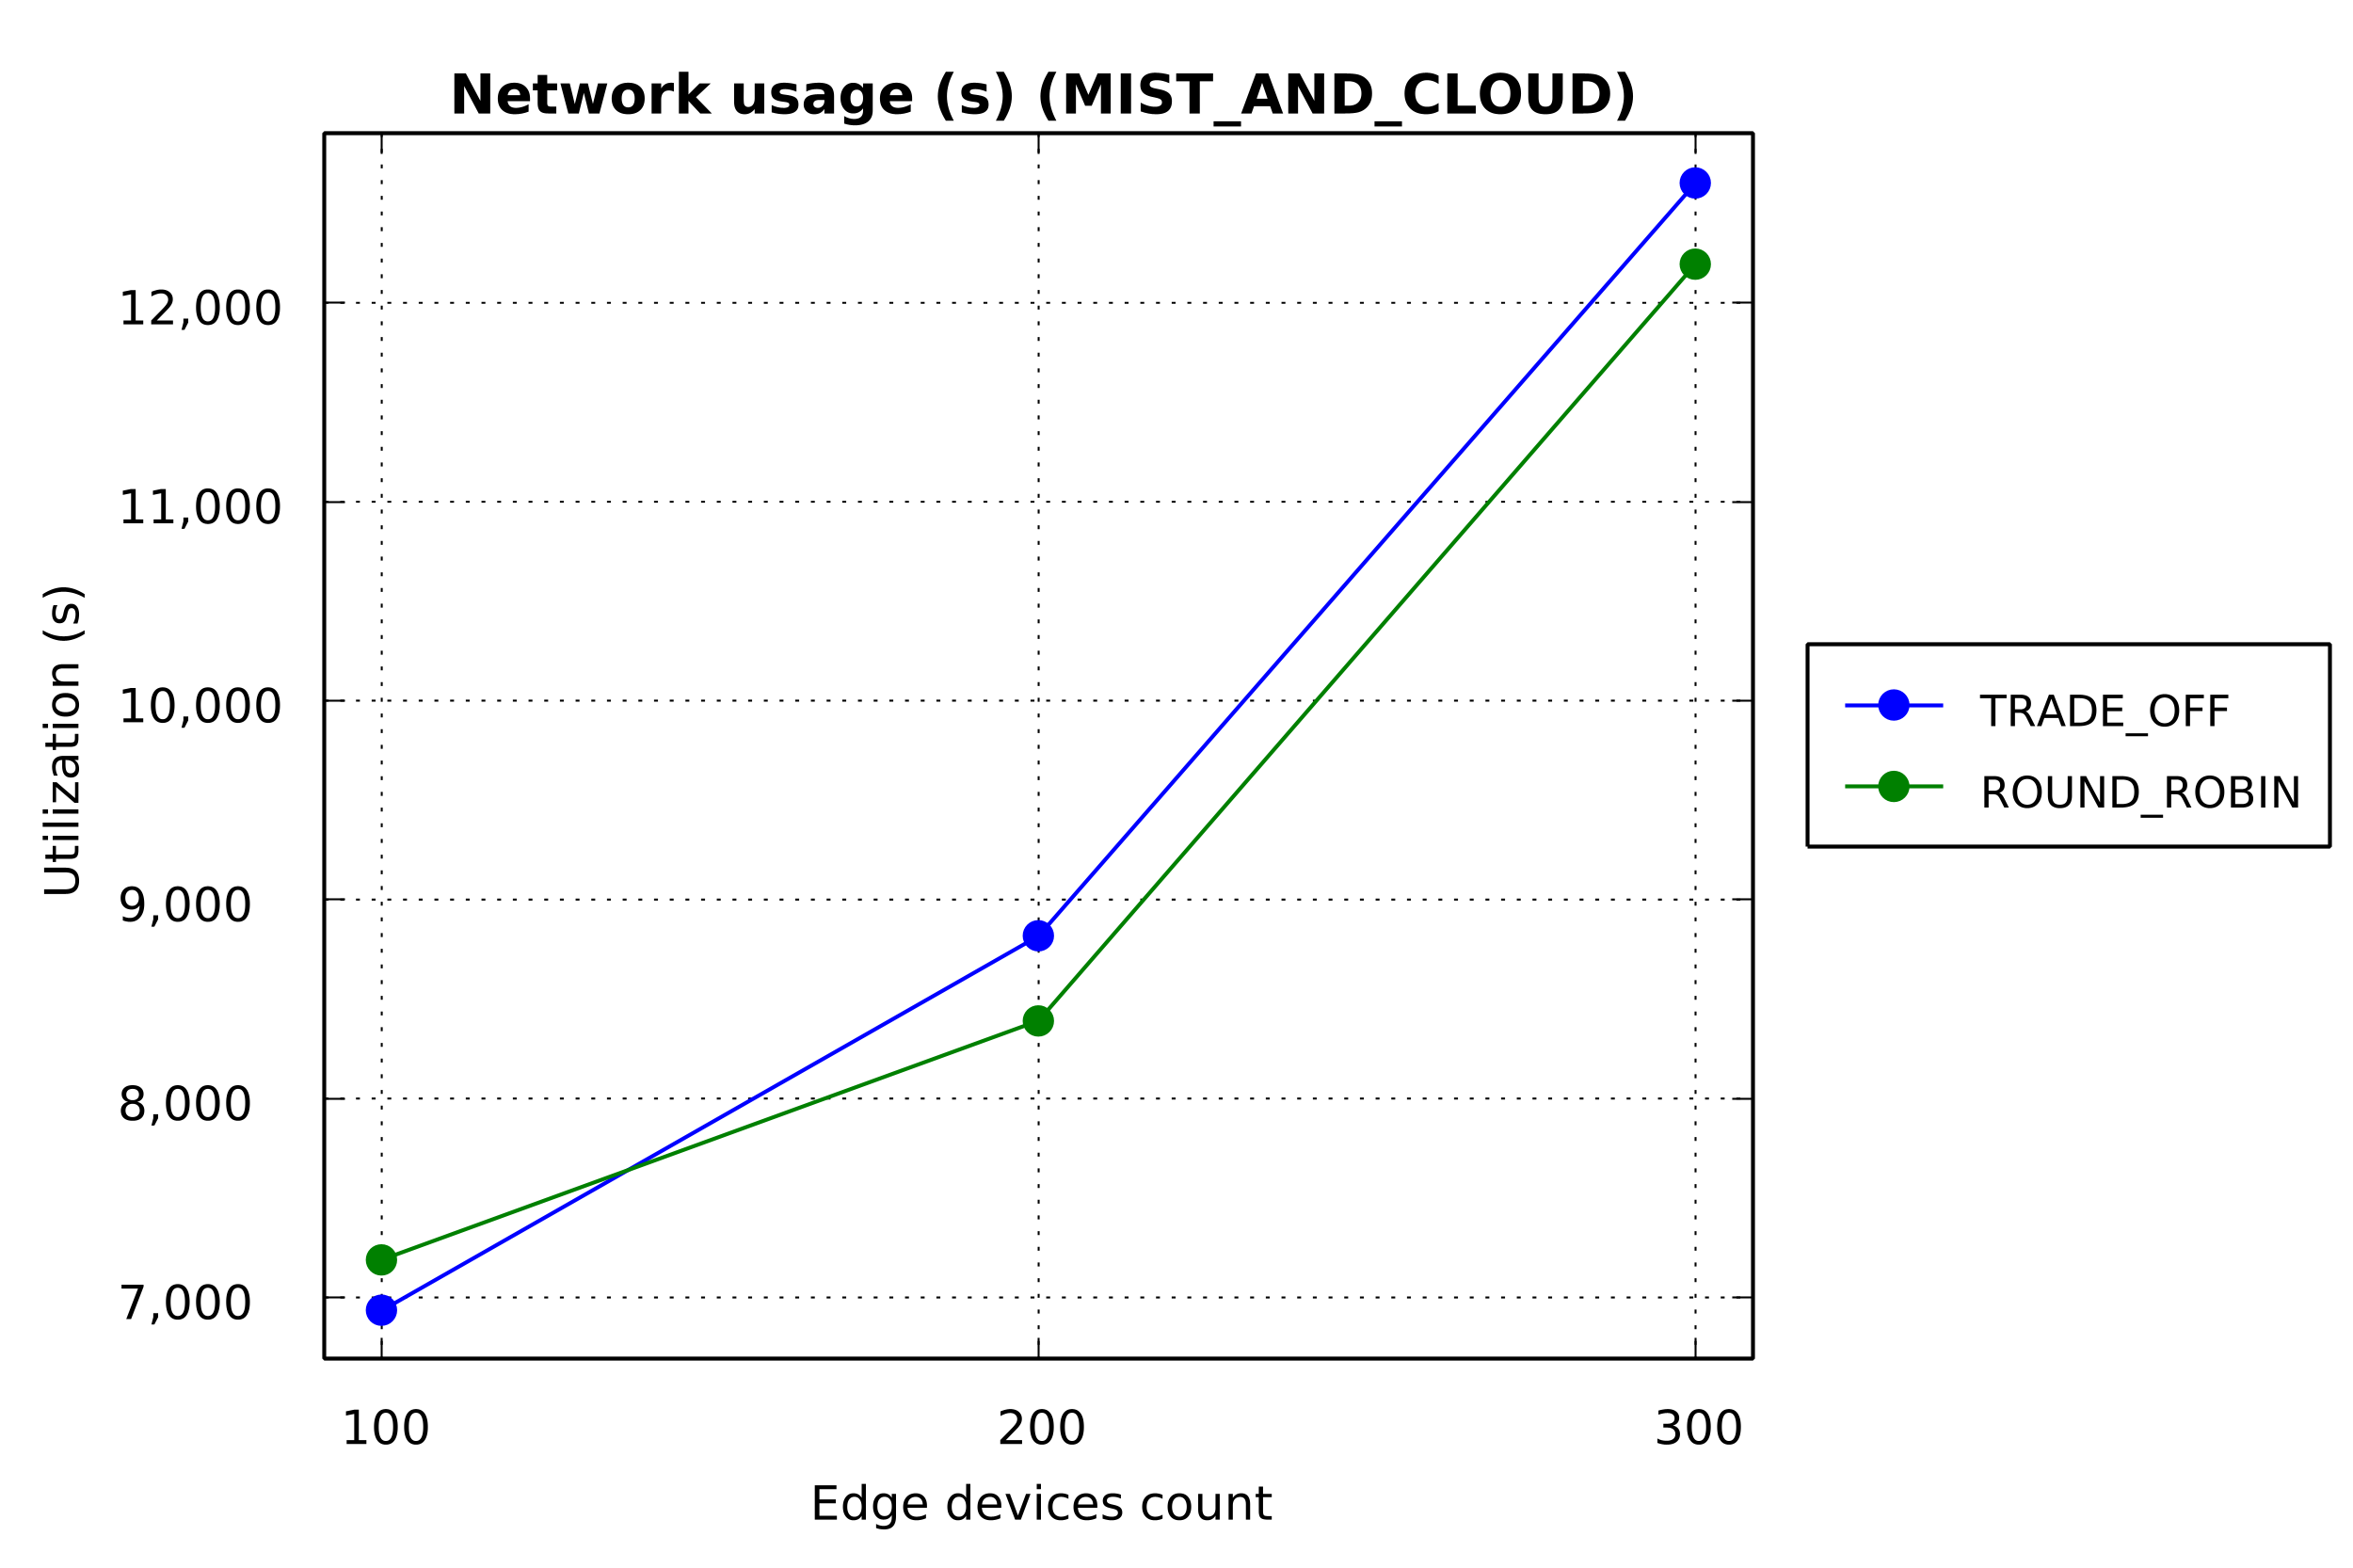 Network usage (s) (MIST_AND_CLOUD)
12,000
11,000
10,000
9,000
8,000
7,000
Utilization (s)
100 200 300
Edge devices count
TRADE_OFF
ROUND_ROBIN